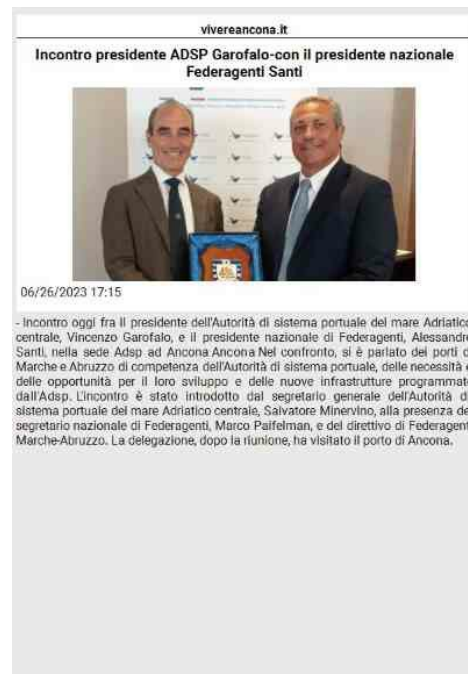 vivereancona.it
Incontro presidente ADSP Garofalo-con il presidente nazionale
Federagenti Santi
06/26/2023 17:15
- Incontro oggi fra il presidente dell'Autorità di sistema portuale del mare Adriatico
centrale, Vincenzo Garofalo, e il presidente nazionale di Federagenti, Alessandro
Santi, nella sede Adsp ad Ancona Ancona Nel confronto, si è parlato dei porti d
Marche e Abruzzo di competenza dell'Autorità di sistema portuale, delle necessità e
delle opportunità per il loro sviluppo e delle nuove infrastrutture programmate
dall'Adsp. L'incontro è stato introdotto dal segretario generale dell'Autorità d
sistema portuale del mare Adriatico centrale, Salvatore Minervino, alla presenza de
segretario nazionale di Federagenti, Marco Paifelman, e del direttivo di Federagent
Marche-Abruzzo. La delegazione, dopo la riunione, ha visitato il porto di Ancona.